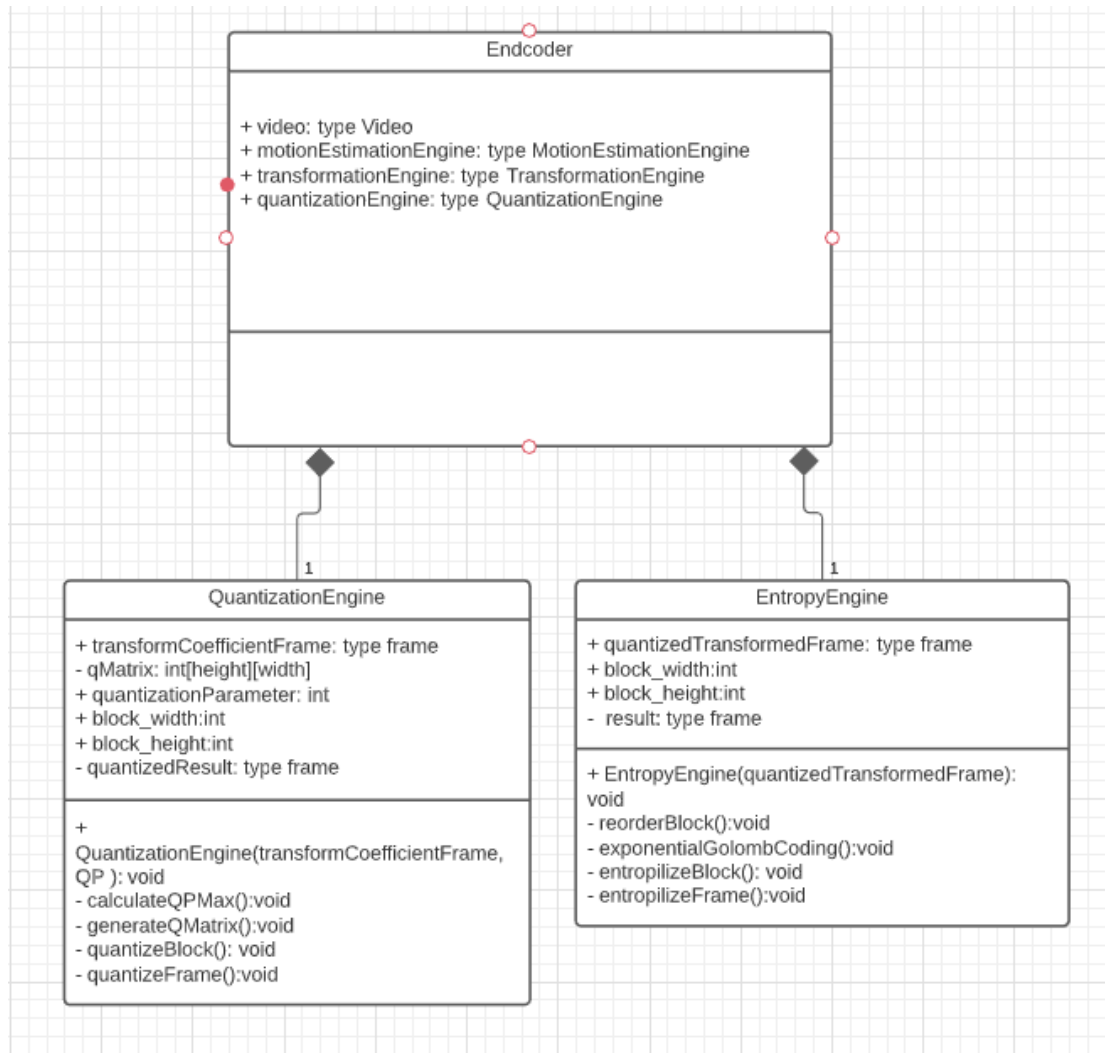 Endcoder
+ video: type Video
+ motionEstimationEngine: type MotionEstimationEngine
+ transformationEngine: type TransformationEngine
+ quantizationEngine: type QuantizationEngine
1
QuantizationEngine
+ transformCoefficientFrame: type frame
- qMatrix: int[height][width]
+ quantizationParameter: int
+ block_width:int
+ block_height:int
- quantizedResult: type frame
+
QuantizationEngine(transformCoefficientFrame,
QP ): void
- calculateQPMax():void
- generateQMatrix():void
- quantizeBlock(): void
- quantizeFrame():void
1
EntropyEngine
+ quantizedTransformedFrame: type frame
+ block_width:int
+ block_height:int
-  result: type frame
+ EntropyEngine(quantizedTransformedFrame):
void
- reorderBlock():void
- exponentialGolombCoding():void
- entropilizeBlock(): void
- entropilizeFrame():void